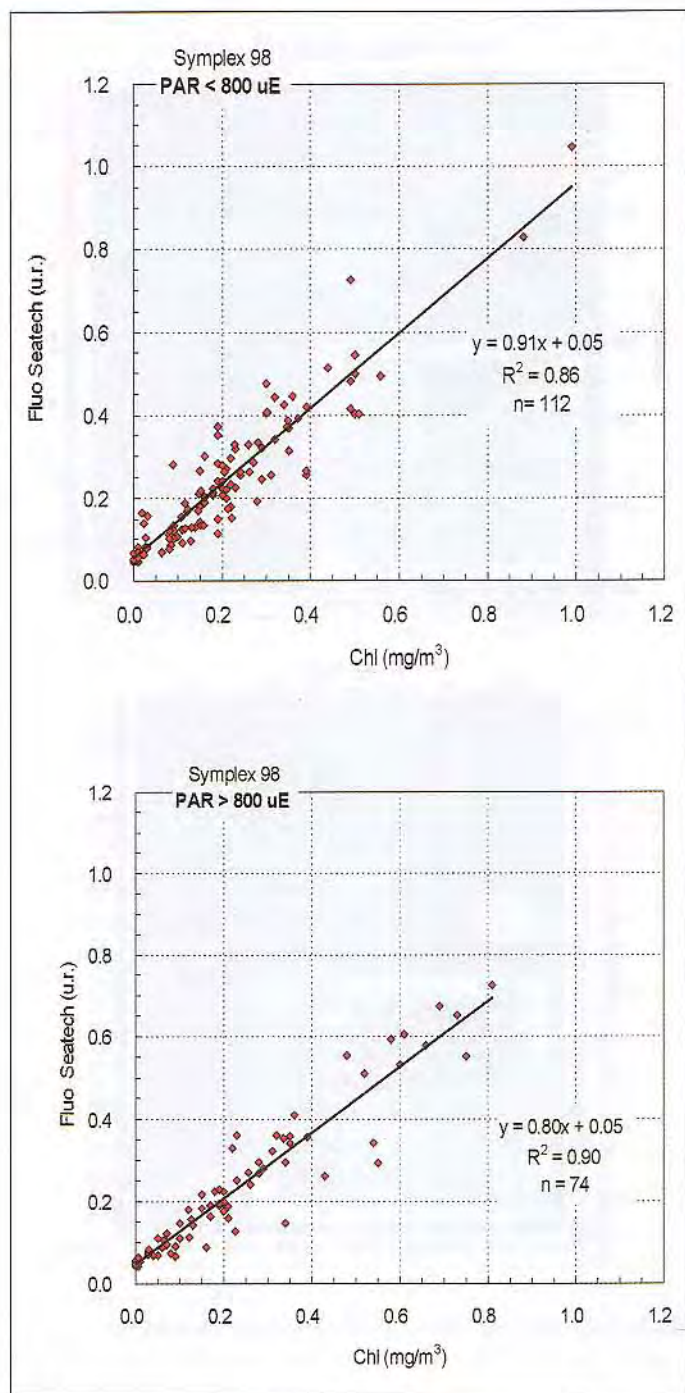 Symplex 98
PAR < 800 uE
1.2
1.0
0.8
0.6
0.4
0.2
0.0
Fluo Seatech (u.r.)
y = 0.91x + 0.05
R² = 0.86
n= 112
0.0 0.2 0.4 0.6 0.8 1.0 1.2
Chl (mg/m³)
Symplex 98
PAR > 800 uE
1.2
1.0
0.8
0.6
0.4
0.2
0.0
Fluo Seatech (u.r.)
y = 0.80x + 0.05
R² = 0.90
n = 74
0.0 0.2 0.4 0.6 0.8 1.0 1.2
Chl (mg/m³)